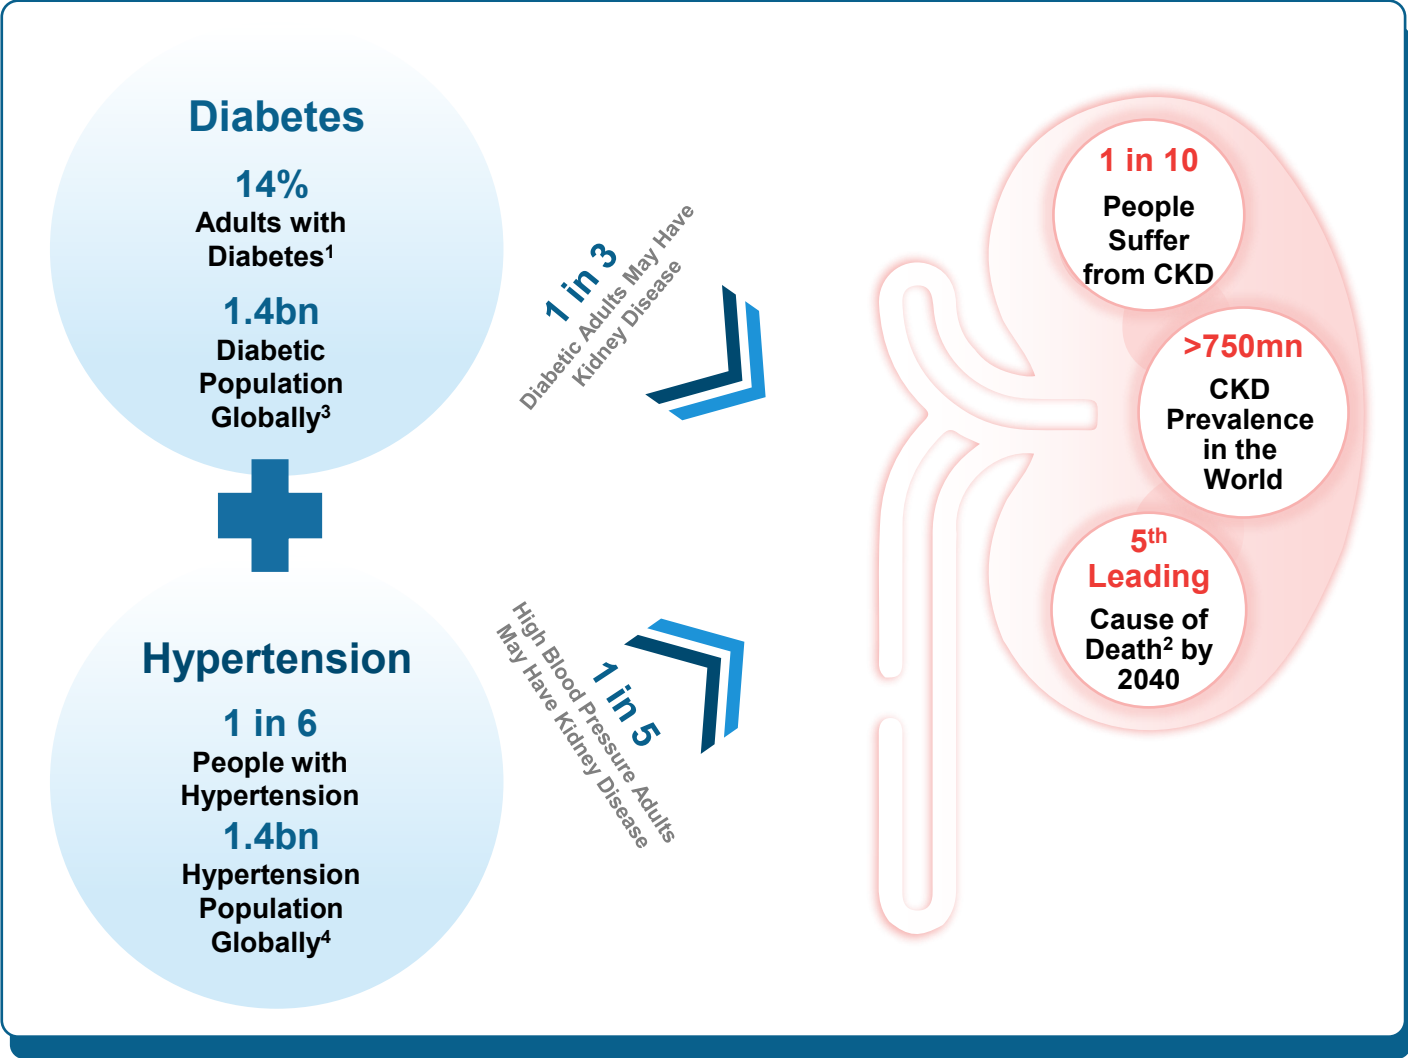 Diabetes
14%
Adults with
Diabetes¹
1.4bn
Diabetic
Population
Globally³
Hypertension
1 in 6
People with
Hypertension
1.4bn
Hypertension
Population
Globally⁴
1 in 3
Diabetic Adults May Have
Kidney Disease
1 in 5
High Blood Pressure Adults
May Have Kidney Disease
1 in 10
People
Suffer
from CKD
>750mn
CKD
Prevalence
in the
World
5th
Leading
Cause of
Death² by
2040